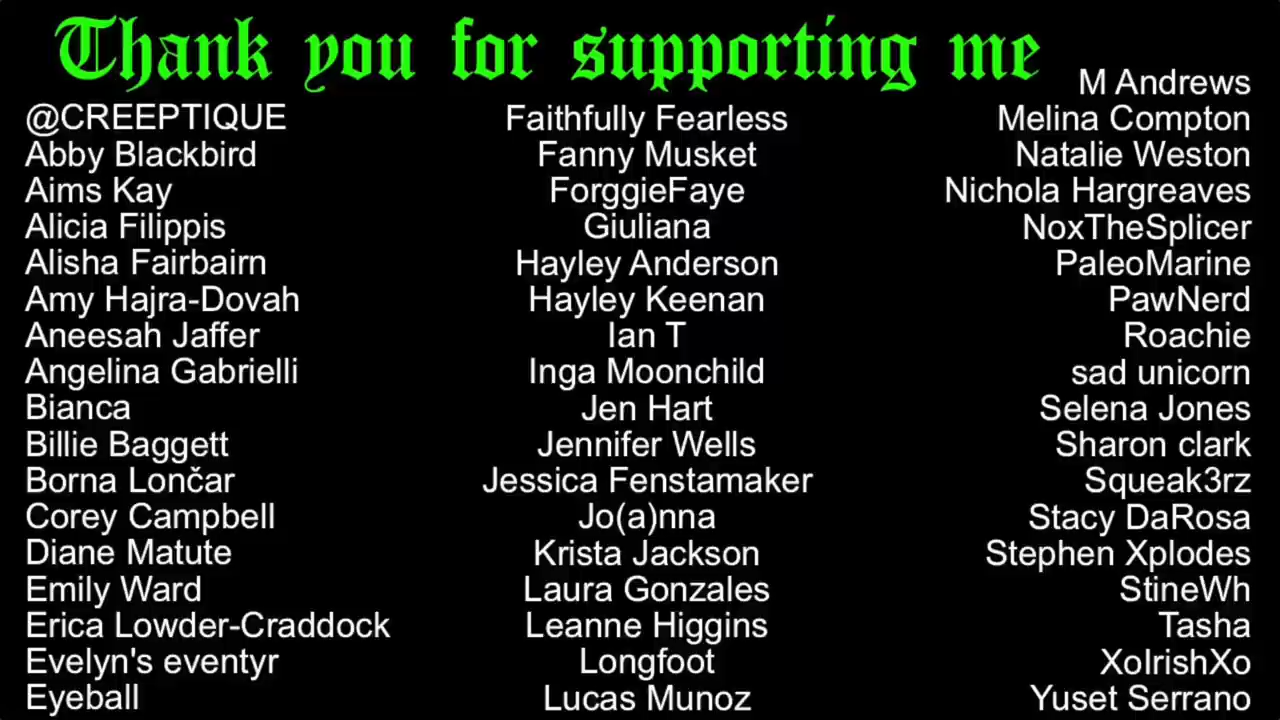 Thank you for supporting me
@CREEPTIQUE
Abby Blackbird
Aims Kay
Alicia Filippis
Alisha Fairbairn
Amy Hajra-Dovah
Aneesah Jaffer
Angelina Gabrielli
Bianca
Billie Baggett
Borna Lončar
Corey Campbell
Diane Matute
Emily Ward
Erica Lowder-Craddock
Evelyn's eventyr
Eyeball
Faithfully Fearless
Fanny Musket
ForggieFaye
Giuliana
Hayley Anderson
Hayley Keenan
Ian T
Inga Moonchild
Jen Hart
Jennifer Wells
Jessica Fenstamaker
Jo(a)nna
Krista Jackson
Laura Gonzales
Leanne Higgins
Longfoot
Lucas Munoz
M Andrews
Melina Compton
Natalie Weston
Nichola Hargreaves
NoxTheSplicer
PaleoMarine
PawNerd
Roachie
sad unicorn
Selena Jones
Sharon clark
Squeak3rz
Stacy DaRosa
Stephen Xplodes
StineWh
Tasha
XoIrishXo
Yuset Serrano